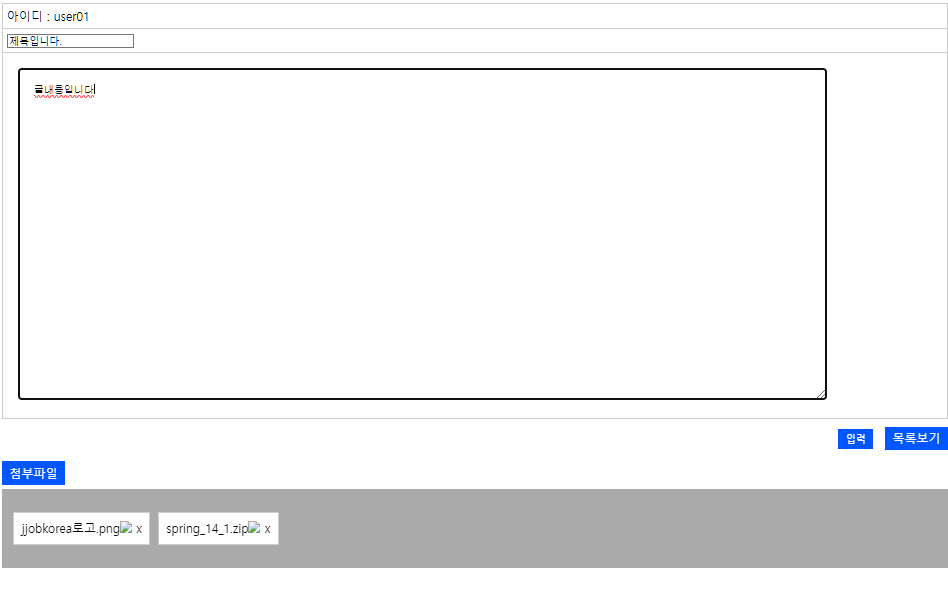 아이디 : user01
제목입니다.
글내용입니다
입력 목록보기
첨부파일
jjobkorea로고.png x spring_14_1.zip x